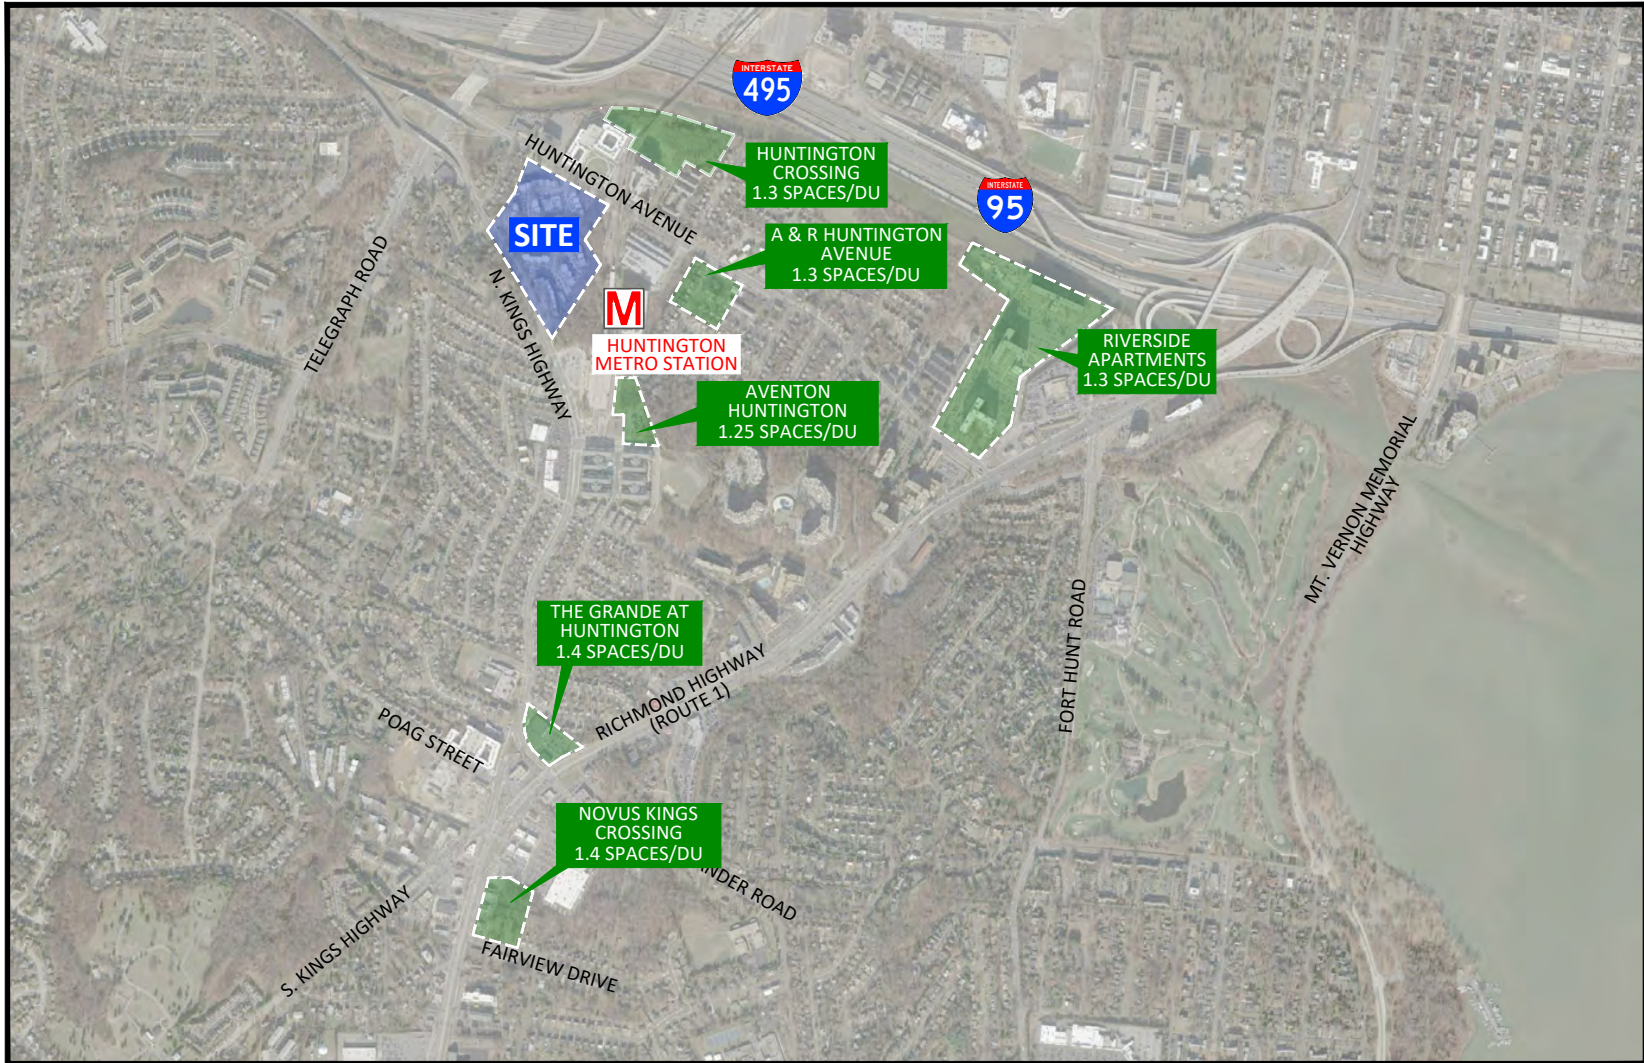 INTERSTATE
495
HUNTINGTON AVENUE
HUNTINGTON
CROSSING
1.3 SPACES/DU
INTERSTATE
95
SITE
A & R HUNTINGTON
AVENUE
1.3 SPACES/DU
TELEGRAPH ROAD
N. KINGS HIGHWAY
M
HUNTINGTON
METRO STATION
RIVERSIDE
APARTMENTS
1.3 SPACES/DU
AVENTON
HUNTINGTON
1.25 SPACES/DU
MT. VERNON MEMORIAL
HIGHWAY
THE GRANDE AT
HUNTINGTON
1.4 SPACES/DU
FORT HUNT ROAD
RICHMOND HIGHWAY
(ROUTE 1)
POAG STREET
NOVUS KINGS
CROSSING
1.4 SPACES/DU
ROAD
S. KINGS HIGHWAY
FAIRVIEW DRIVE